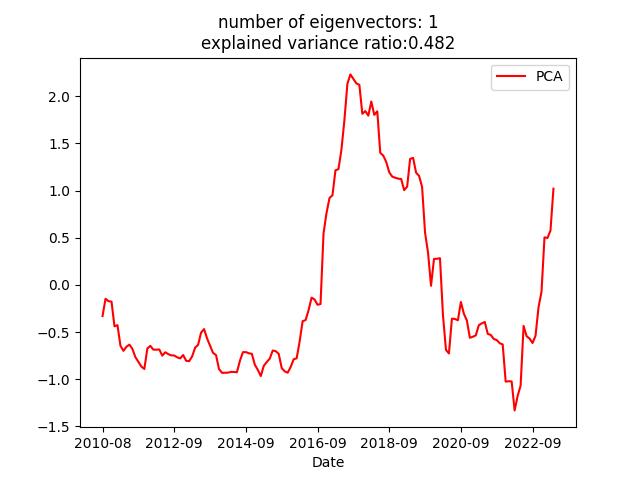 number of eigenvectors: 1
explained variance ratio:0.482
PCA
2.0
1.5
1.0
0.5
0.0
−0.5
−1.0
−1.5
2010-08 2012-09 2014-09 2016-09 2018-09 2020-09 2022-09
Date